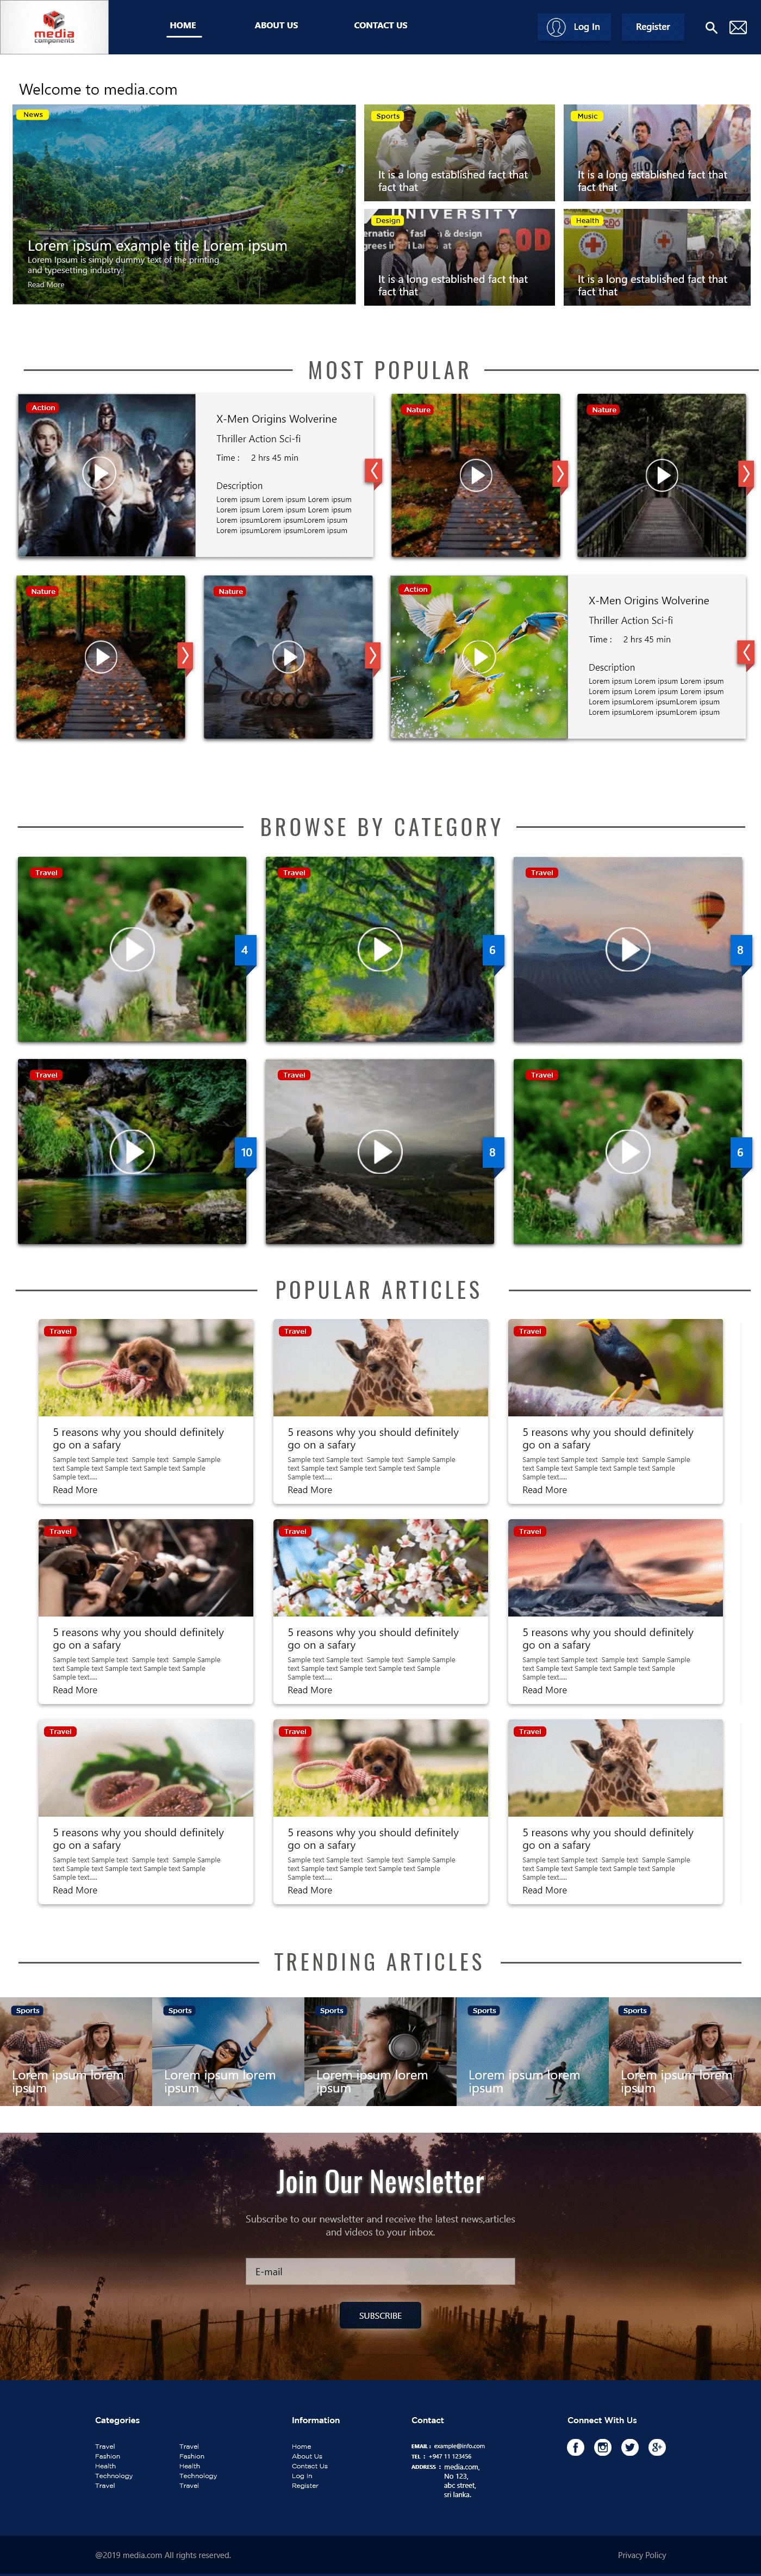 media
components
HOME
ABOUT US
CONTACT US
Log In
Register
Welcome to media.com
News
Lorem ipsum example title Lorem ipsum
Lorem Ipsum is simply dummy text of the printing
and typesetting industry.
Read More
Sports
It is a long established fact that
fact that
Music
It is a long established fact that
fact that
UNIVERSITY
& design
Design
It is a long established fact that
fact that
Health
It is a long established fact that
fact that
MOST POPULAR
Action
X-Men Origins Wolverine
Thriller Action Sci-fi
Time : 2 hrs 45 min
Description
Lorem ipsum Lorem ipsum Lorem ipsum
Lorem ipsum Lorem ipsum Lorem ipsum
Lorem ipsumLorem ipsumLorem ipsum
Lorem ipsumLorem ipsumLorem ipsum
Nature
Nature
Nature
Nature
Action
X-Men Origins Wolverine
Thriller Action Sci-fi
Time : 2 hrs 45 min
Description
Lorem ipsum Lorem ipsum Lorem ipsum
Lorem ipsum Lorem ipsum Lorem ipsum
Lorem ipsumLorem ipsumLorem ipsum
Lorem ipsumLorem ipsumLorem ipsum
BROWSE BY CATEGORY
Travel
4
Travel
6
Travel
8
Travel
10
Travel
8
Travel
6
POPULAR ARTICLES
Travel
5 reasons why you should definitely
go on a safary
Sample text Sample text Sample text Sample Sample
text Sample text Sample text Sample text Sample
Sample text.....
Read More
Travel
5 reasons why you should definitely
go on a safary
Sample text Sample text Sample text Sample Sample
text Sample text Sample text Sample text Sample
Sample text.....
Read More
Travel
5 reasons why you should definitely
go on a safary
Sample text Sample text Sample text Sample Sample
text Sample text Sample text Sample text Sample
Sample text.....
Read More
Travel
5 reasons why you should definitely
go on a safary
Sample text Sample text Sample text Sample Sample
text Sample text Sample text Sample text Sample
Sample text.....
Read More
Travel
5 reasons why you should definitely
go on a safary
Sample text Sample text Sample text Sample Sample
text Sample text Sample text Sample text Sample
Sample text.....
Read More
Travel
5 reasons why you should definitely
go on a safary
Sample text Sample text Sample text Sample Sample
text Sample text Sample text Sample text Sample
Sample text.....
Read More
Travel
5 reasons why you should definitely
go on a safary
Sample text Sample text Sample text Sample Sample
text Sample text Sample text Sample text Sample
Sample text.....
Read More
Travel
5 reasons why you should definitely
go on a safary
Sample text Sample text Sample text Sample Sample
text Sample text Sample text Sample text Sample
Sample text.....
Read More
Travel
5 reasons why you should definitely
go on a safary
Sample text Sample text Sample text Sample Sample
text Sample text Sample text Sample text Sample
Sample text.....
Read More
TRENDING ARTICLES
Sports
Lorem ipsum lorem
ipsum
Sports
Lorem ipsum lorem
ipsum
Sports
Lorem ipsum lorem
ipsum
Sports
Lorem ipsum lorem
ipsum
Sports
Lorem ipsum lorem
ipsum
Join Our Newsletter
Subscribe to our newsletter and receive the latest news,articles
and videos to your inbox.
E-mail
SUBSCRIBE
Categories
Travel
Fashion
Health
Technology
Travel
Travel
Fashion
Health
Technology
Travel
Information
Home
About Us
Contact Us
Log in
Register
Contact
EMAIL : example@info.com
TEL : +947 11 123456
ADDRESS : media.com,
No 123,
abc street,
sri lanka.
Connect With Us
@2019 media.com All rights reserved.
Privacy Policy